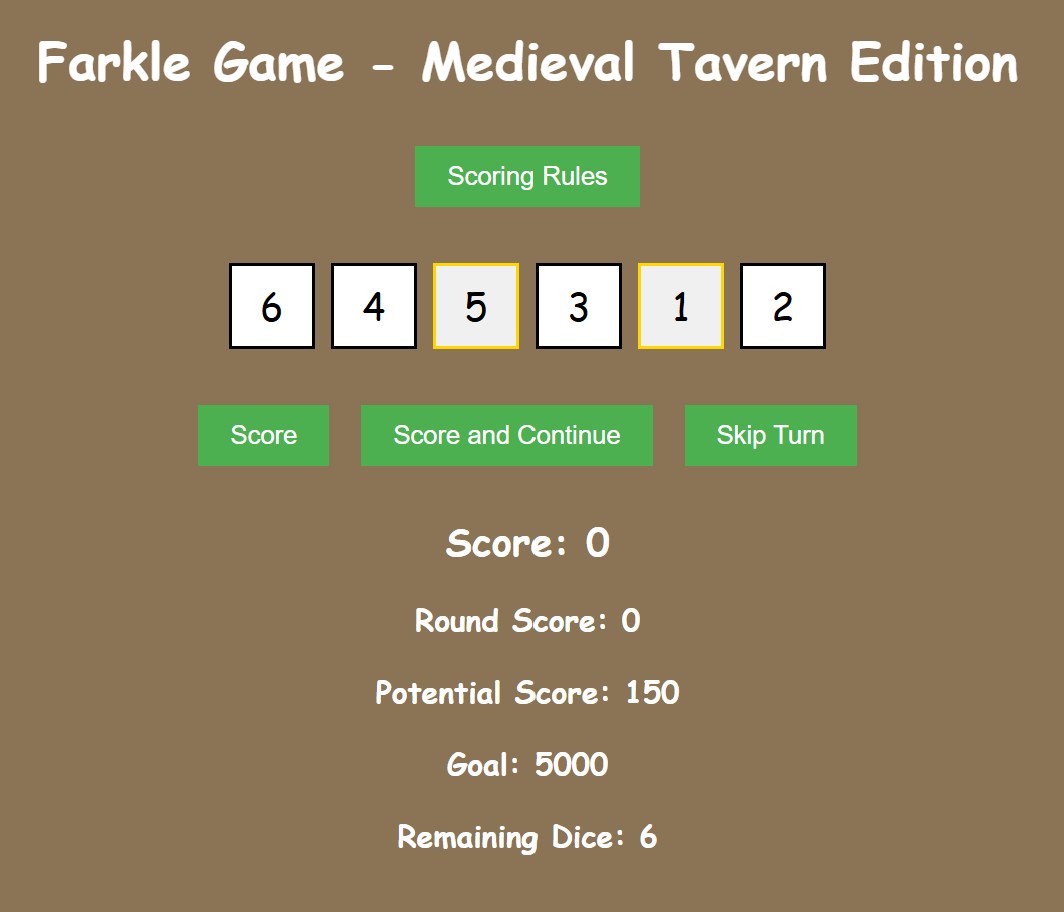 Farkle Game - Medieval Tavern Edition
Scoring Rules
6 4 5 3 1 2
Score Score and Continue Skip Turn
Score: 0
Round Score: 0
Potential Score: 150
Goal: 5000
Remaining Dice: 6